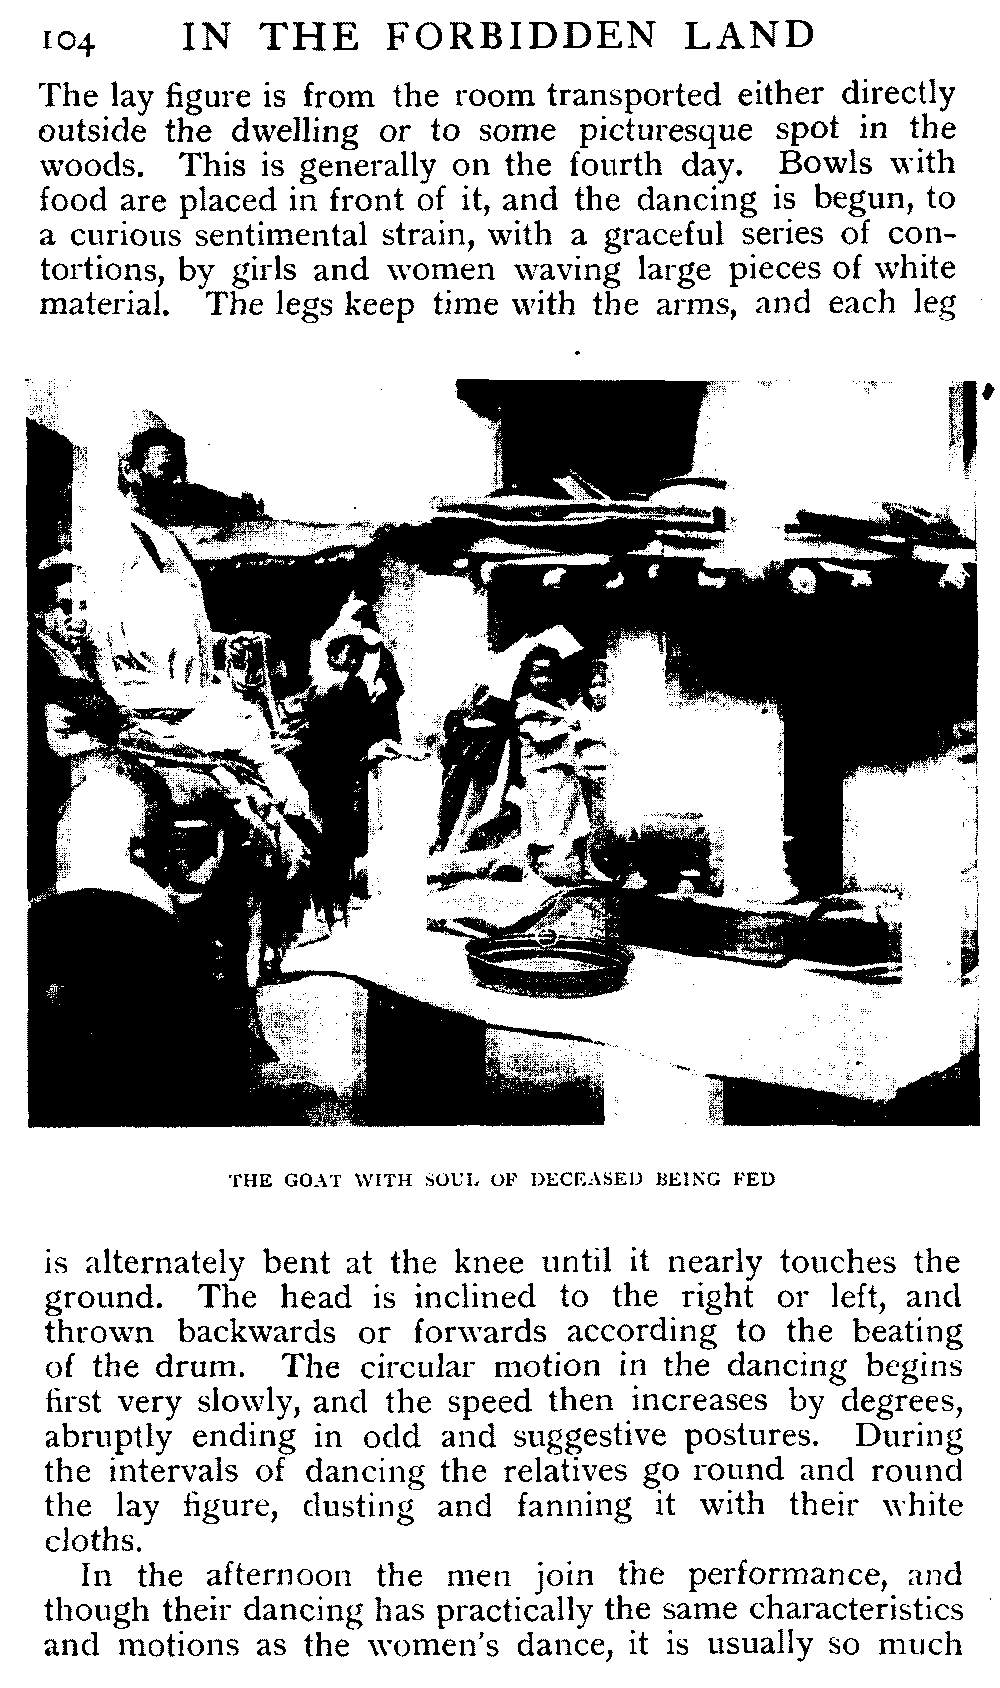 104 IN THE FORBIDDEN LAND
The lay figure is from the room transported either directly
outside the dwelling or to some picturesque spot in the
woods. This is generally on the fourth day. Bowls with
food are placed in front of it, and the dancing is begun, to
a curious sentimental strain, with a graceful series of con-
tortions, by girls and women waving large pieces of white
material. The legs keep time with the arms, and each leg
THE GOAT WITH SOUL OF DECEASED BEING FED
is alternately bent at the knee until it nearly touches the
ground. The head is inclined to the right or left, and
thrown backwards or forwards according to the beating
of the drum. The circular motion in the dancing begins
first very slowly, and the speed then increases by degrees,
abruptly ending in odd and suggestive postures. During
the intervals of dancing the relatives go round and round
the lay figure, dusting and fanning it with their white
cloths.
In the afternoon the men join the performance, and
though their dancing has practically the same characteristics
and motions as the women's dance, it is usually so much